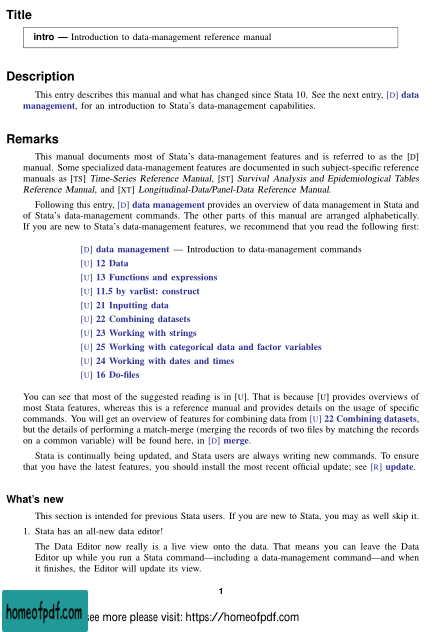 Title
intro — Introduction to data-management reference manual
Description
This entry describes this manual and what has changed since Stata 10. See the next entry, [D] data
management, for an introduction to Stata's data-management capabilities.
Remarks
This manual documents most of Stata's data-management features and is referred to as the [D]
manual. Some specialized data-management features are documented in such subject-specific reference
manuals as [TS] Time-Series Reference Manual, [ST] Survival Analysis and Epidemiological Tables
Reference Manual, and [XT] Longitudinal-Data/Panel-Data Reference Manual.
Following this entry, [D] data management provides an overview of data management in Stata and
of Stata's data-management commands. The other parts of this manual are arranged alphabetically.
If you are new to Stata's data-management features, we recommend that you read the following first:
[D] data management — Introduction to data-management commands
[U] 12 Data
[U] 13 Functions and expressions
[U] 11.5 by varlist: construct
[U] 21 Inputting data
[U] 22 Combining datasets
[U] 23 Working with strings
[U] 25 Working with categorical data and factor variables
[U] 24 Working with dates and times
[U] 16 Do-files
You can see that most of the suggested reading is in [U]. That is because [U] provides overviews of
most Stata features, whereas this is a reference manual and provides details on the usage of specific
commands. You will get an overview of features for combining data from [U] 22 Combining datasets,
but the details of performing a match-merge (merging the records of two files by matching the records
on a common variable) will be found here, in [D] merge.
Stata is continually being updated, and Stata users are always writing new commands. To ensure
that you have the latest features, you should install the most recent official update; see [R] update.
What's new
This section is intended for previous Stata users. If you are new to Stata, you may as well skip it.
1. Stata has an all-new data editor!
The Data Editor now really is a live view onto the data. That means you can leave the Data
Editor up while you run a Stata command—including a data-management command—and when
it finishes, the Editor will update its view.
1
homeofpdf.com
see more please visit: https://homeofpdf.com